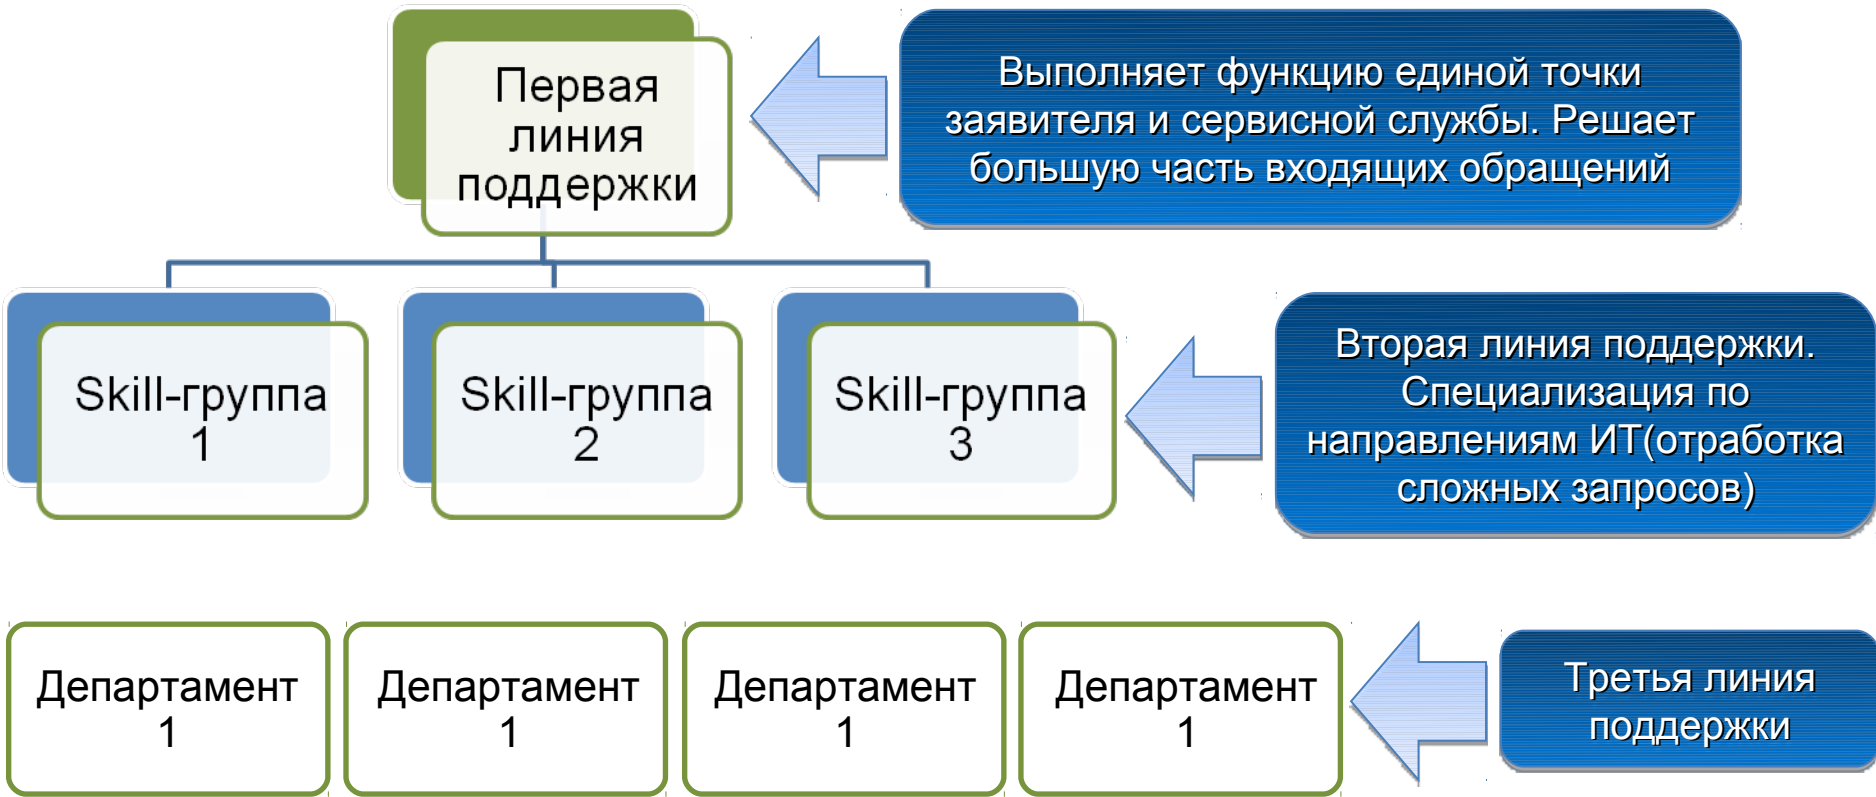 Первая
линия
поддержки
Выполняет функцию единой точки
заявителя и сервисной службы. Решает
большую часть входящих обращений
Skill-группа
1
Skill-группа
2
Skill-группа
3
Вторая линия поддержки.
Специализация по
направлениям ИТ(отработка
сложных запросов)
Департамент
1
Департамент
1
Департамент
1
Департамент
1
Третья линия
поддержки